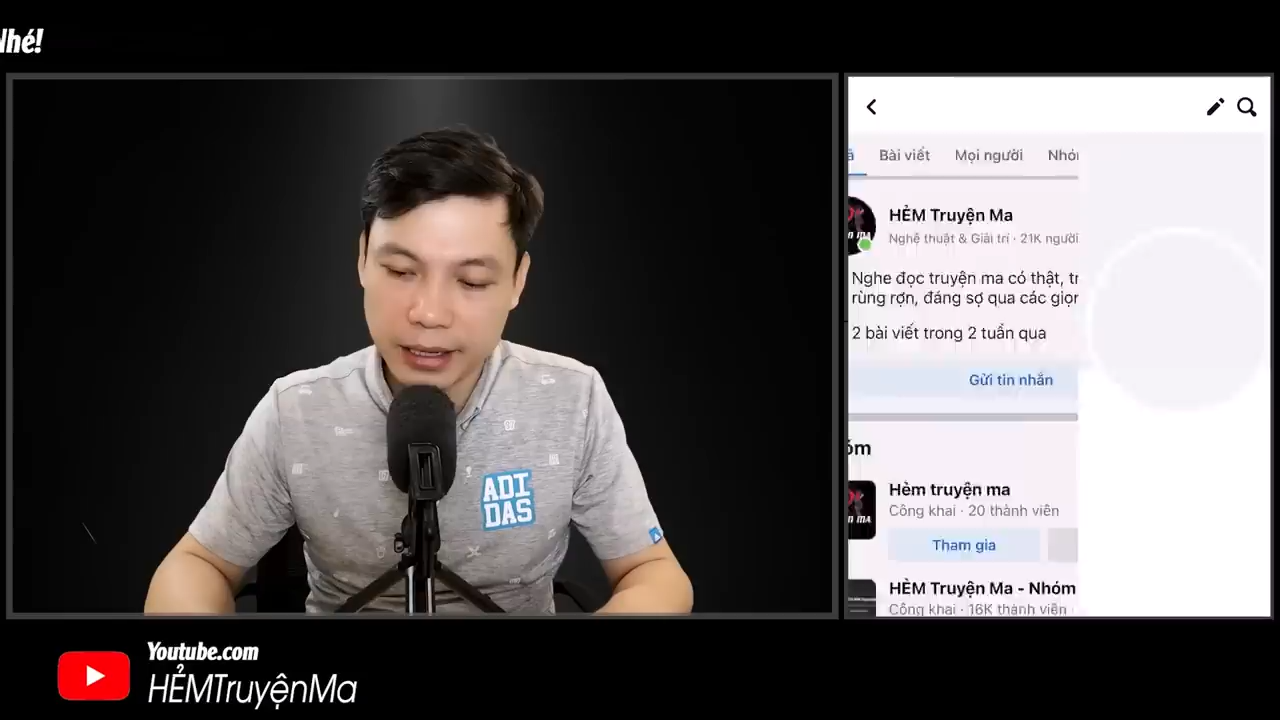 Nhé!
Bài viết Mọi người
HẺM Truyện Ma
Nghệ thuật & Giải trí · 21K người
Nghe đọc truyện ma có thật,
rùng rợn, đáng sợ qua các
2 bài viết trong 2 tuần qua
Gửi tin nhắn
Hẻm truyện ma
Công khai · 20 thành viên
Tham gia
HẺM Truyện Ma - Nhóm
Công khai · 16K thành viên
ADI
DAS
Youtube.com
HẺMTruyệnMa